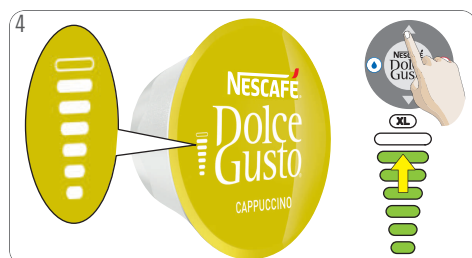 4
NESCAFÉ®
Dolce
Gusto®
CAPPUCCINO
NESCAFÉ
Dolce
Gusto
XL